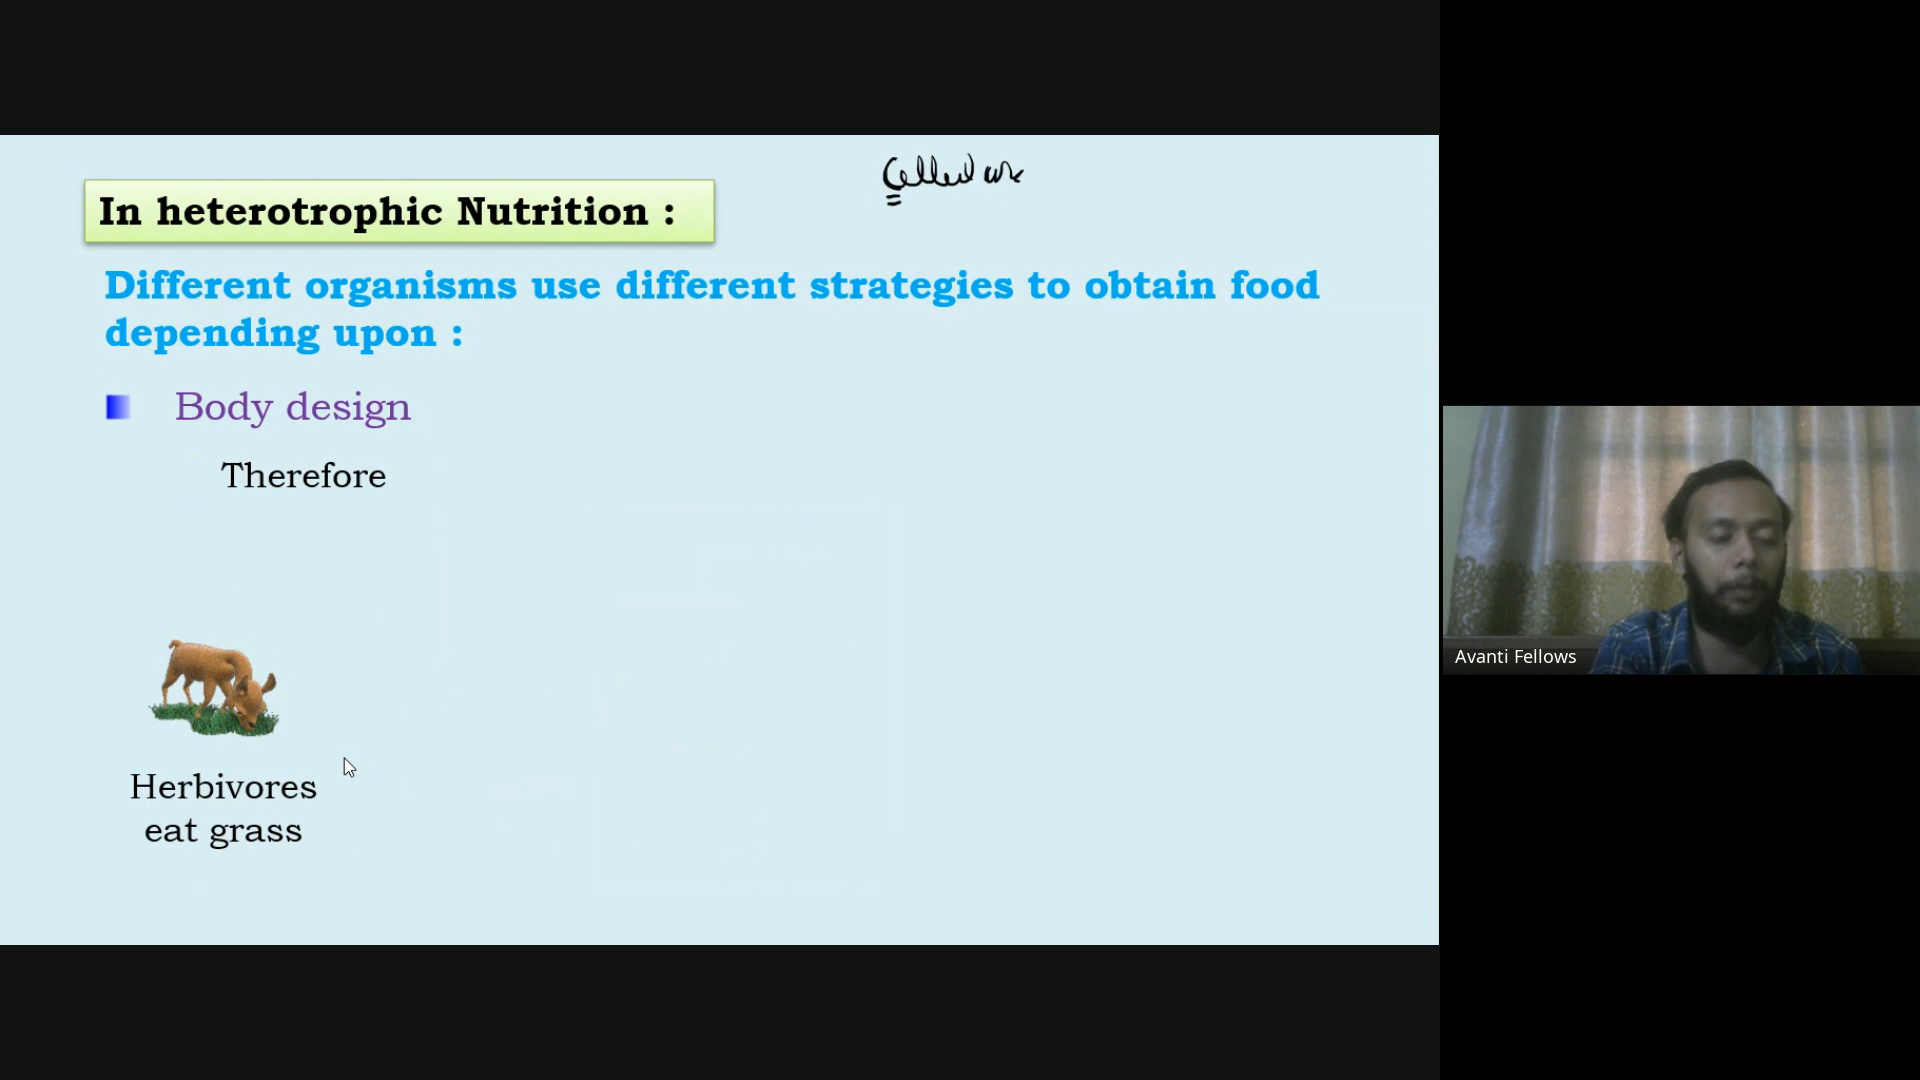 In heterotrophic Nutrition :
Different organisms use different strategies to obtain food
depending upon :
Body design
Therefore
Herbivores
eat grass
Avanti Fellows